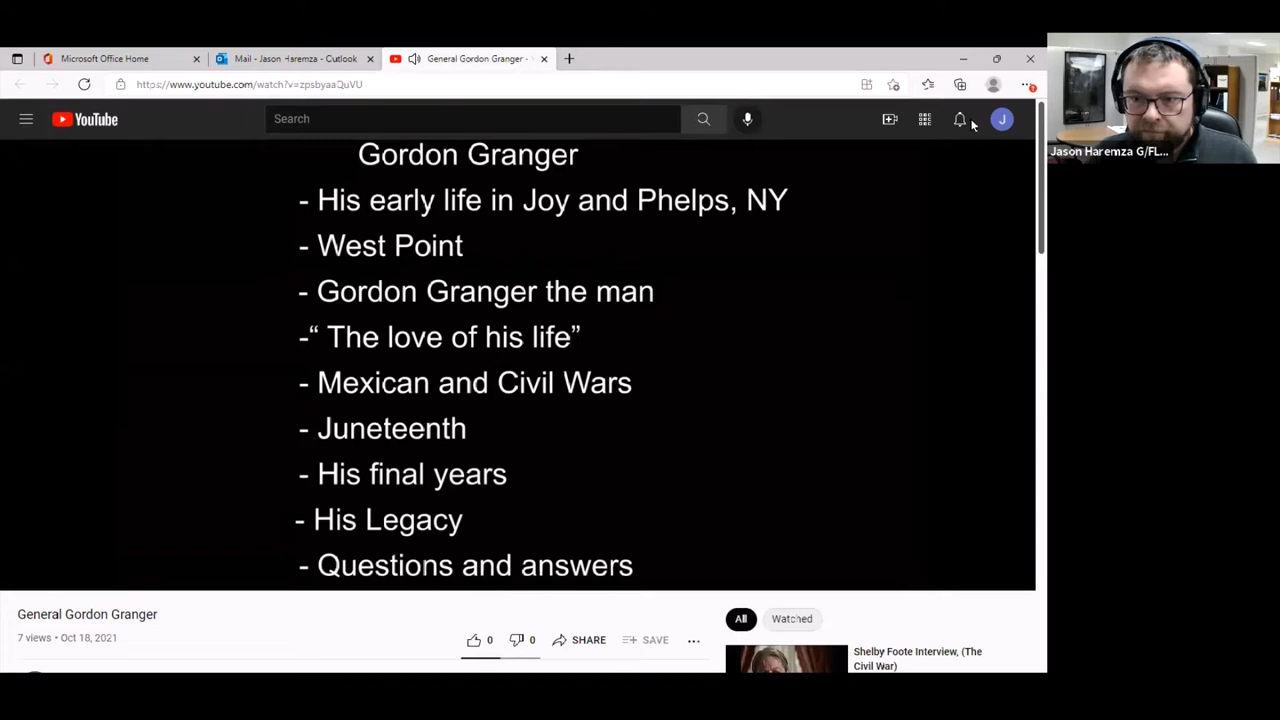 Microsoft Office Home
Mail - Jason Haremza - Outlook
General Gordon Granger -
https://www.youtube.com/watch?v=zpsbyaaQuVU
YouTube
Search
J
Jason Haremza G/FL...
Gordon Granger
- His early life in Joy and Phelps, NY
- West Point
- Gordon Granger the man
-“ The love of his life”
- Mexican and Civil Wars
- Juneteenth
- His final years
- His Legacy
- Questions and answers
General Gordon Granger
7 views • Oct 18, 2021
0
0
SHARE
SAVE
All
Watched
Shelby Foote Interview, (The
Civil War)